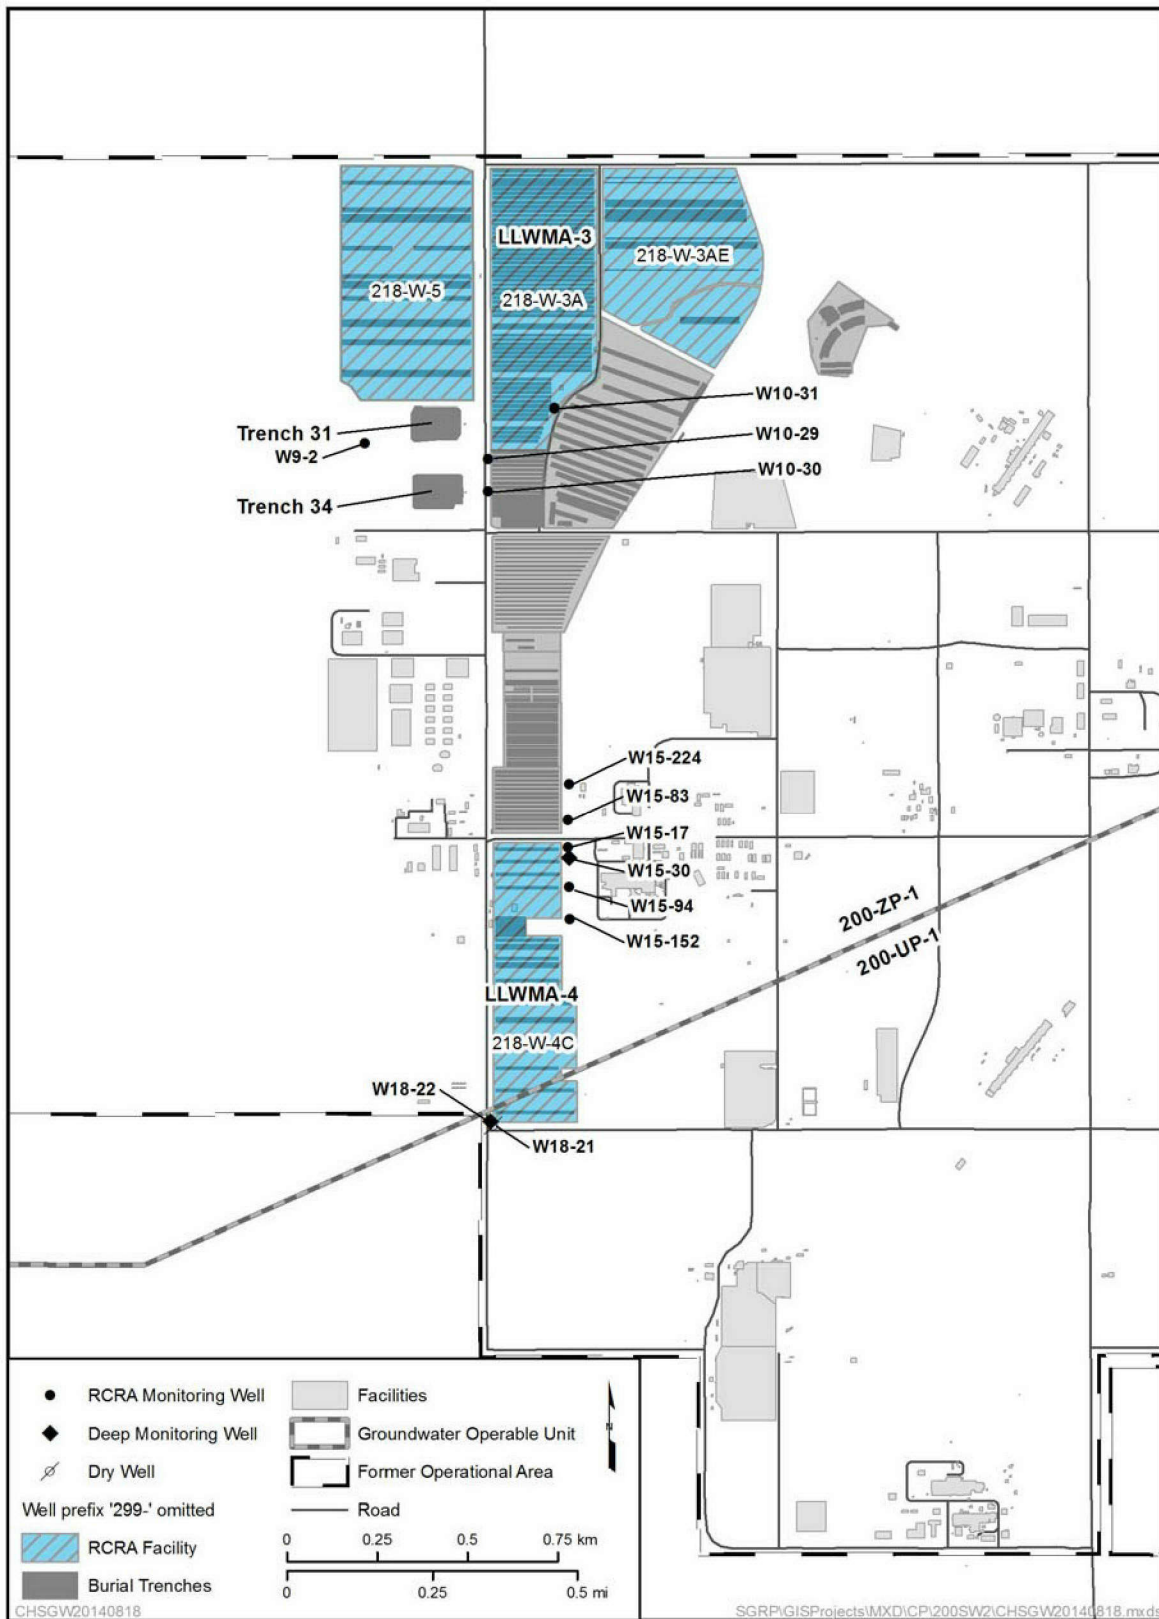 LLWMA-3
218-W-3AE
218-W-5
218-W-3A
W10-31
Trench 31
W10-29
W9-2
W10-30
Trench 34
W15-224
W15-83
W15-17
W15-30
W15-94
200-ZP-1
W15-152
200-UP-1
LLWMA-4
218-W-4C
W18-22
W18-21
RCRA Monitoring Well
Deep Monitoring Well
Dry Well
Well prefix '299-' omitted
RCRA Facility
Burial Trenches
Facilities
Groundwater Operable Unit
Former Operational Area
Road
N
0 0.25 0.5 0.75 km
0 0.25 0.5 mi
CHSGW20140818
SGRP\GISProjects\MXD\CP\200SW2\CHSGW20140818.mxd